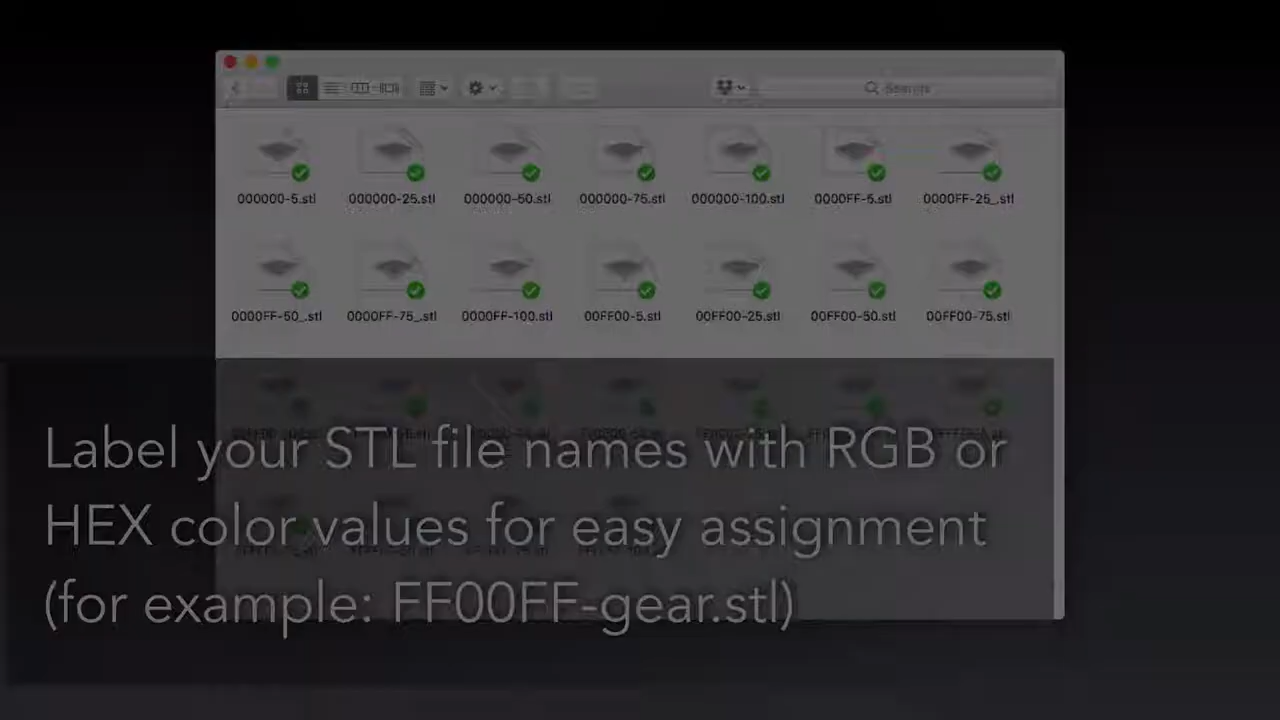 Search
000000-5.stl 000000-25.stl 000000-50.stl 000000-75.stl 000000-100.stl 0000FF-5.stl 0000FF-25_.stl
0000FF-50_.stl 0000FF-75_.stl 0000FF-100.stl 00FF00-5.stl 00FF00-25.stl 00FF00-50.stl 00FF00-75.stl
Label your STL file names with RGB or
HEX color values for easy assignment
(for example: FF00FF-gear.stl)